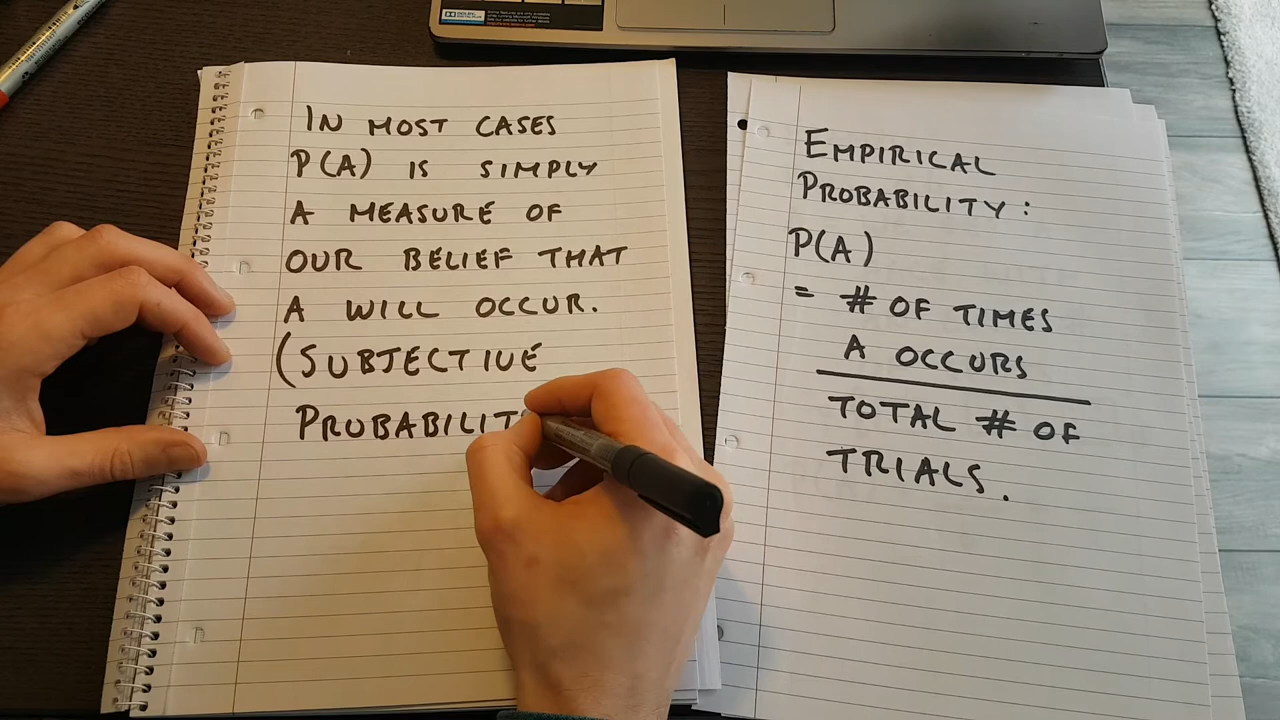 IN MOST CASES
P(A) IS SIMPLY
A MEASURE OF
OUR BELIEF THAT
A WILL OCCUR.
(SUBJECTIVE
PROBABILIT
EMPIRICAL
PROBABILITY:
P(A)
= # OF TIMES
A OCCURS
TOTAL # OF
TRIALS.